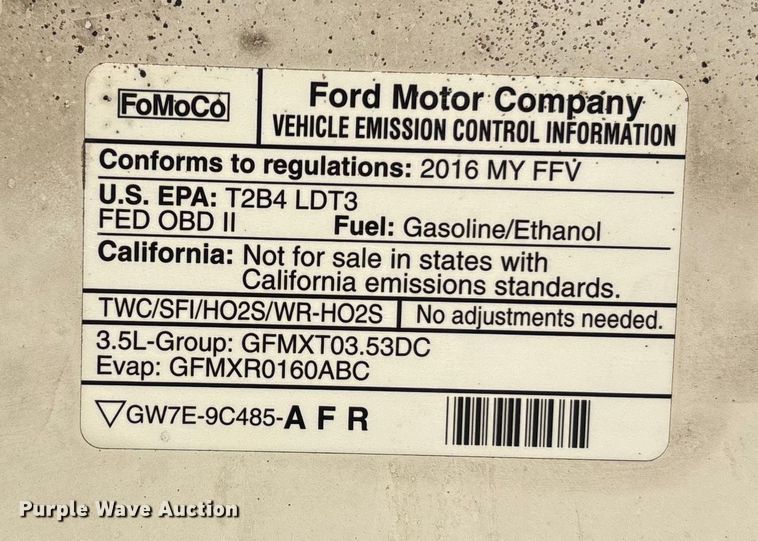 FoMoCo
Ford Motor Company
VEHICLE EMISSION CONTROL INFORMATION
Conforms to regulations: 2016 MY FFV
U.S. EPA: T2B4 LDT3
FED OBD II Fuel: Gasoline/Ethanol
California: Not for sale in states with
California emissions standards.
TWC/SFI/HO2S/WR-HO2S No adjustments needed.
3.5L-Group: GFMXT03.53DC
Evap: GFMXR0160ABC
▽GW7E-9C485-A F R
Purple Wave Auction